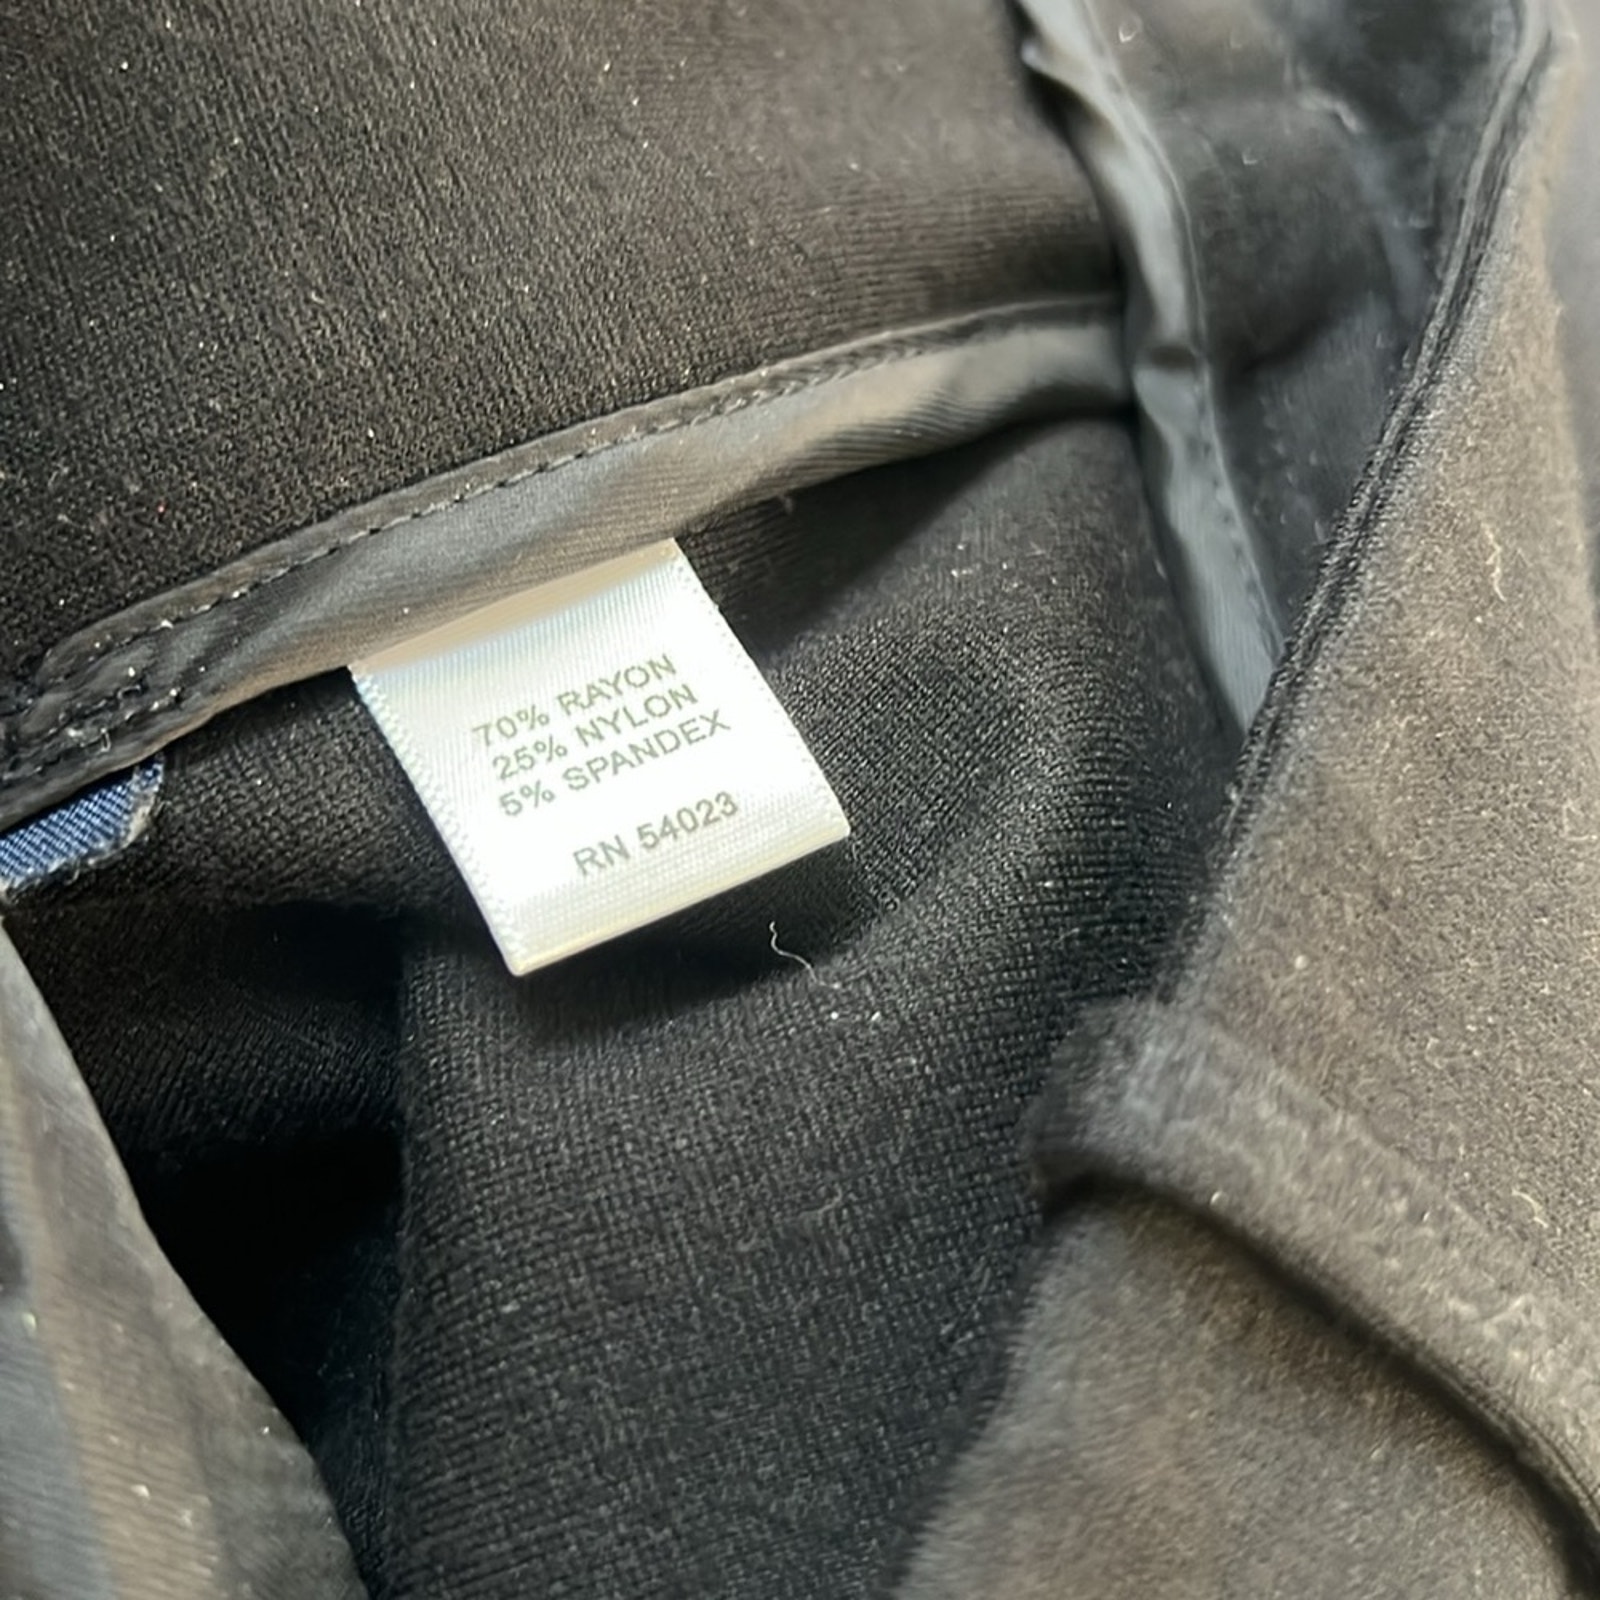 70% RAYON
25% NYLON
5% SPANDEX
RN 54023